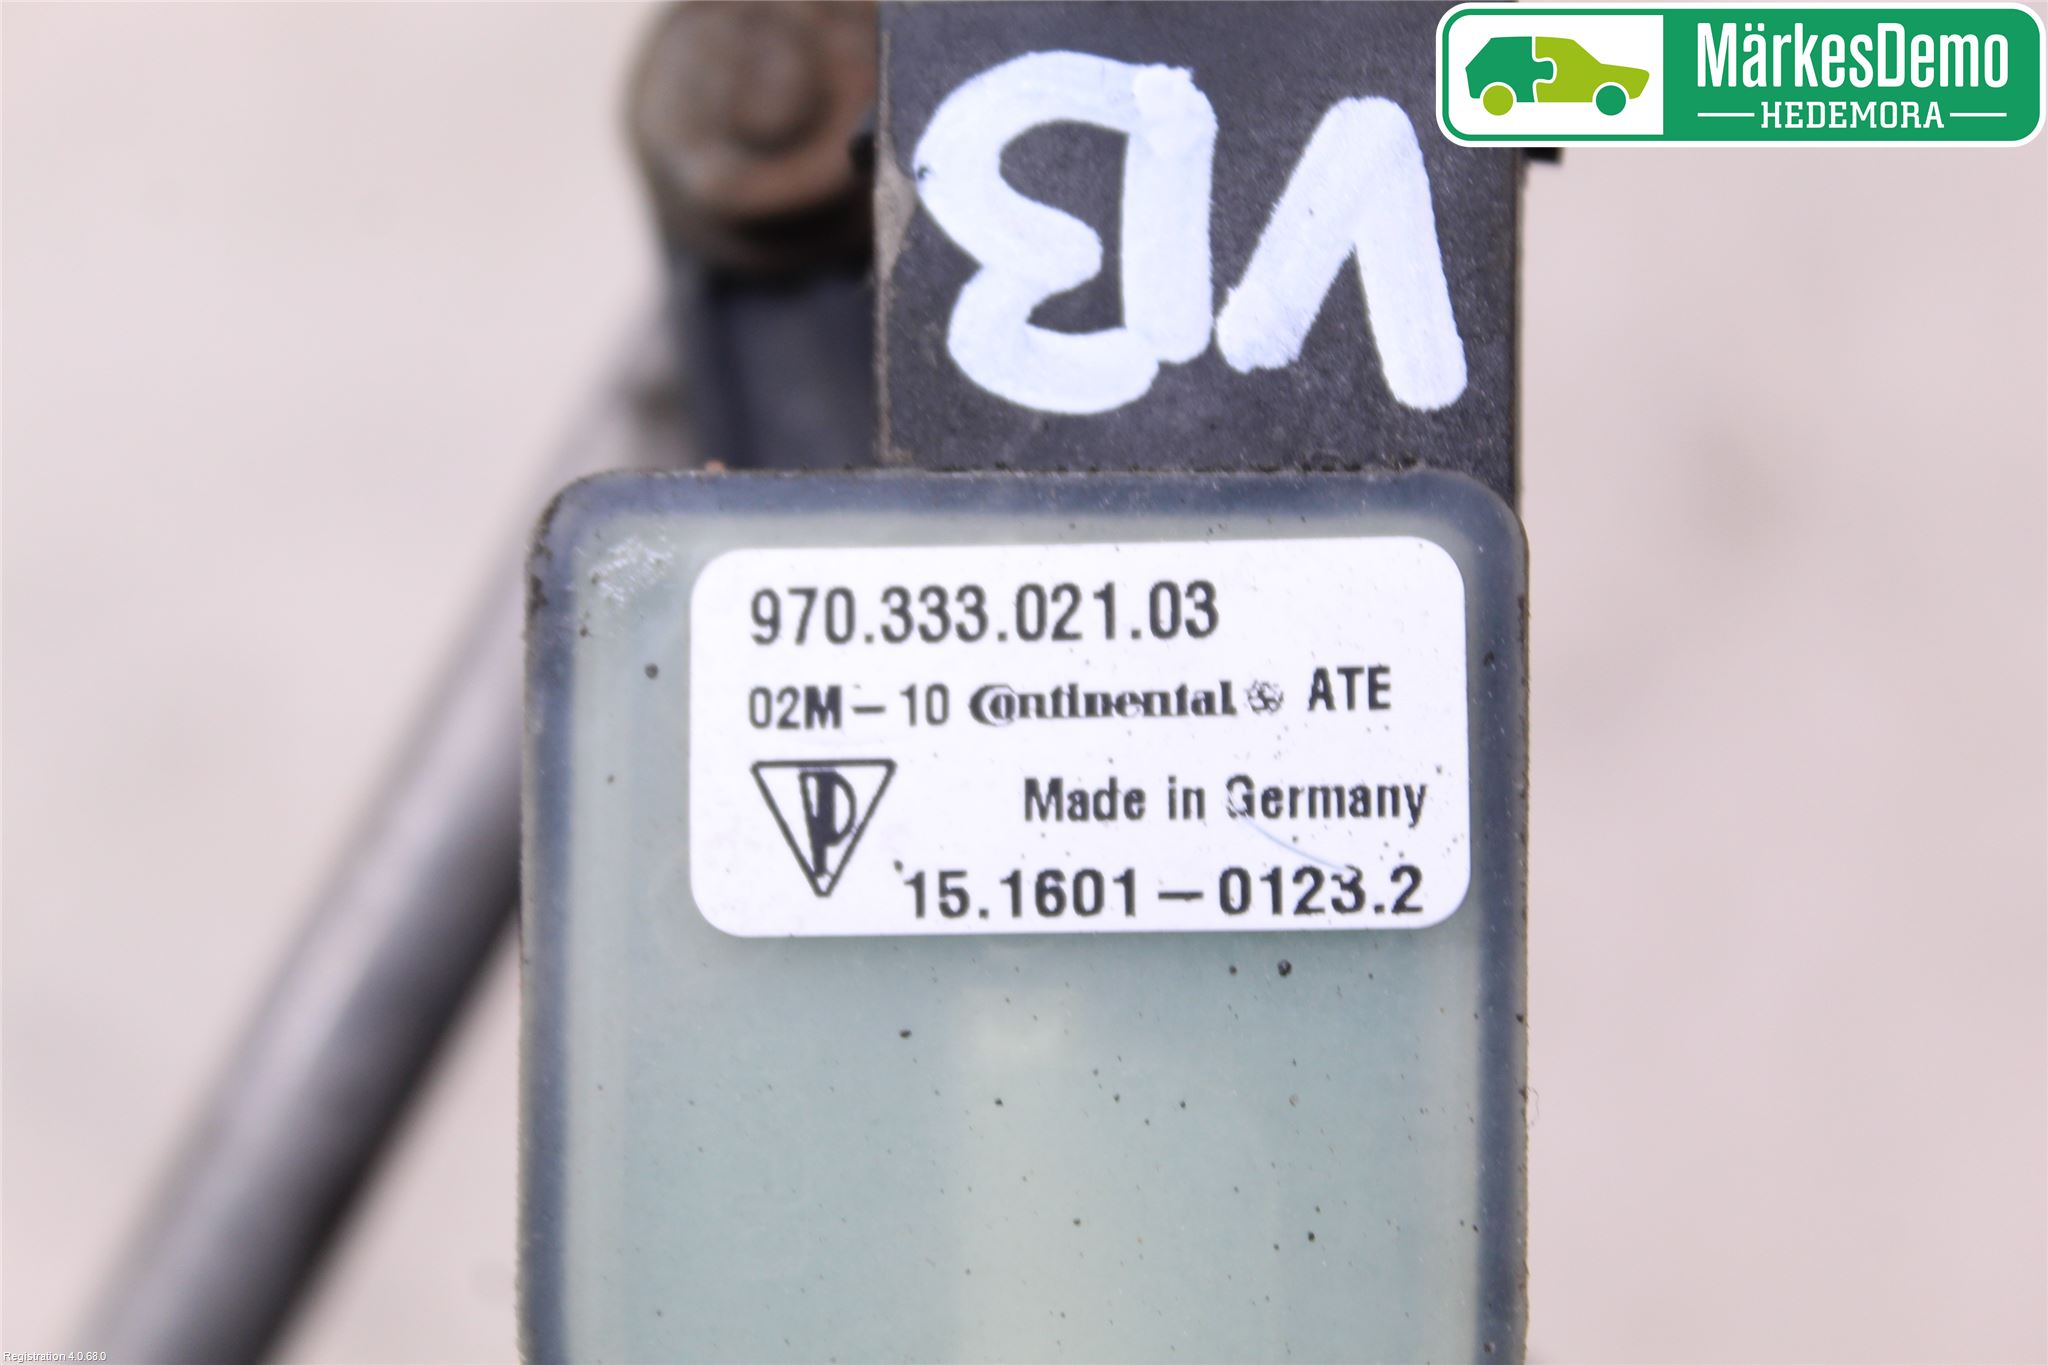 MärkesDemo
HEDEMORA
VB
970.333.021.03
02M-10 Continental ATE
P
Made in Germany
15.1601-0123.2
Registration 4.0.68.0